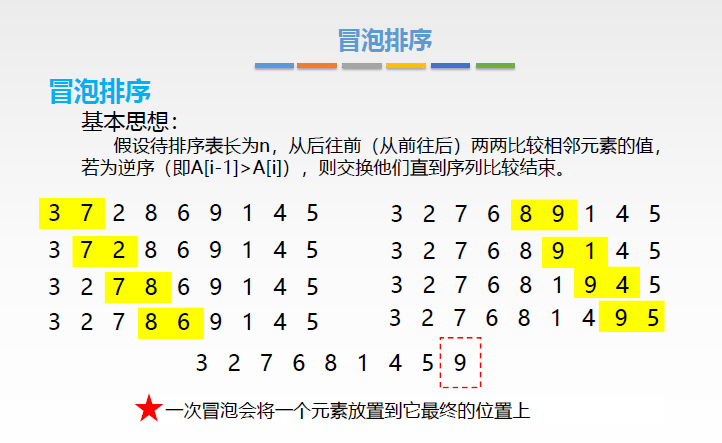 冒泡排序
冒泡排序
基本思想：
假设待排序表长为n，从后往前（从前往后）两两比较相邻元素的值，
若为逆序（即A[i-1]>A[i]），则交换他们直到序列比较结束。
3 7 2 8 6 9 1 4 5
3 7 2 8 6 9 1 4 5
3 2 7 8 6 9 1 4 5
3 2 7 8 6 9 1 4 5
3 2 7 6 8 9 1 4 5
3 2 7 6 8 9 1 4 5
3 2 7 6 8 1 9 4 5
3 2 7 6 8 1 4 9 5
3 2 7 6 8 1 4 5 9
一次冒泡会将一个元素放置到它最终的位置上